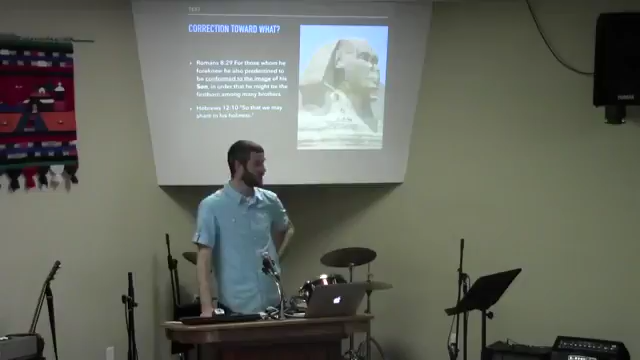 CORRECTION TOWARD WHAT?
Romans 8:29 For those whom he
foreknew he also predestined to be
conformed to the image of his
Son, in order that he might be the
firstborn among many brothers.
Hebrews 12:10 "So that we may
share in his holiness."